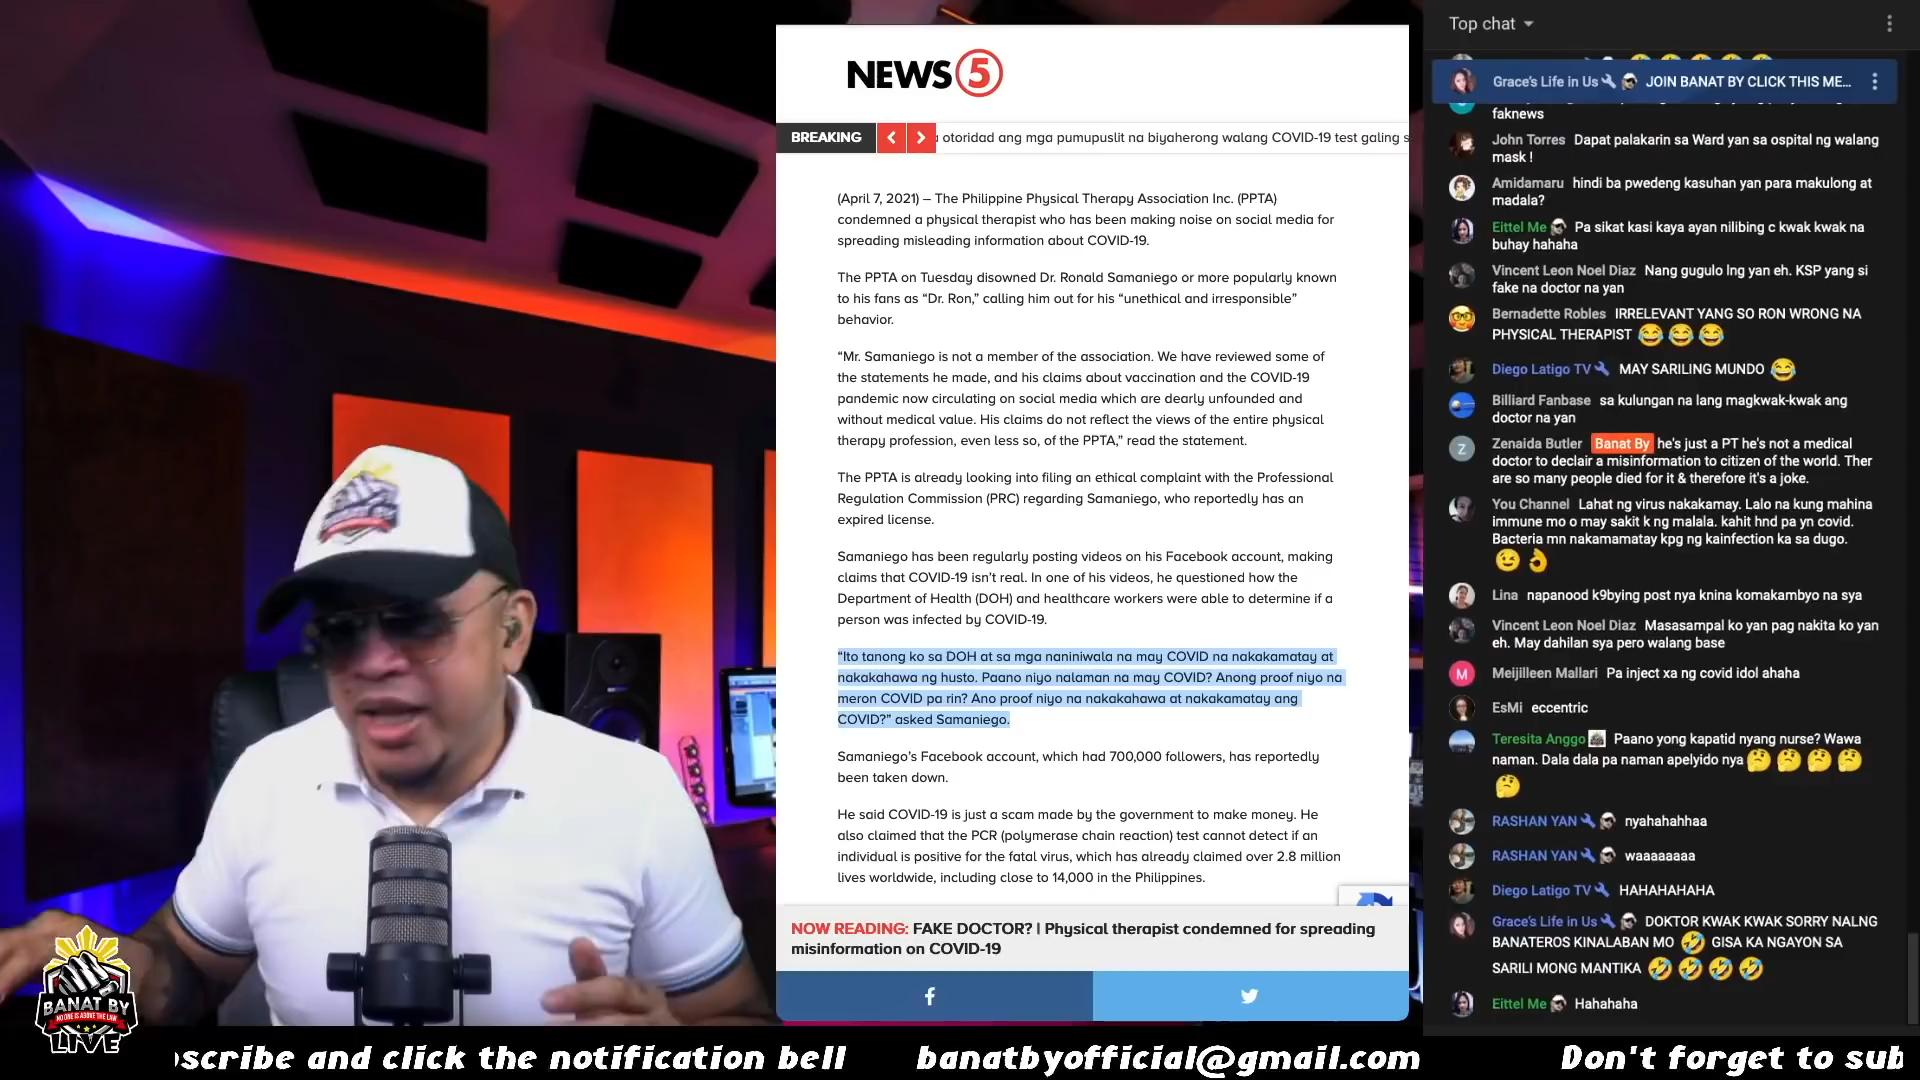 NEWS 5
BREAKING
otoridad ang mga pumupuslit na biyaherong walang COVID-19 test galing s
(April 7, 2021) – The Philippine Physical Therapy Association Inc. (PPTA)
condemned a physical therapist who has been making noise on social media for
spreading misleading information about COVID-19.
The PPTA on Tuesday disowned Dr. Ronald Samaniego or more popularly known
to his fans as “Dr. Ron,” calling him out for his “unethical and irresponsible”
behavior.
“Mr. Samaniego is not a member of the association. We have reviewed some of
the statements he made, and his claims about vaccination and the COVID-19
pandemic now circulating on social media which are dearly unfounded and
without medical value. His claims do not reflect the views of the entire physical
therapy profession, even less so, of the PPTA,” read the statement.
The PPTA is already looking into filing an ethical complaint with the Professional
Regulation Commission (PRC) regarding Samaniego, who reportedly has an
expired license.
Samaniego has been regularly posting videos on his Facebook account, making
claims that COVID-19 isn’t real. In one of his videos, he questioned how the
Department of Health (DOH) and healthcare workers were able to determine if a
person was infected by COVID-19.
“Ito tanong ko sa DOH at sa mga naniniwala na may COVID na nakakamatay at
nakakahawa ng husto. Paano niyo nalaman na may COVID? Anong proof niyo na
meron COVID pa rin? Ano proof niyo na nakakahawa at nakakamatay ang
COVID?” asked Samaniego.
Samaniego’s Facebook account, which had 700,000 followers, has reportedly
been taken down.
He said COVID-19 is just a scam made by the government to make money. He
also claimed that the PCR (polymerase chain reaction) test cannot detect if an
individual is positive for the fatal virus, which has already claimed over 2.8 million
lives worldwide, including close to 14,000 in the Philippines.
NOW READING: FAKE DOCTOR? | Physical therapist condemned for spreading
misinformation on COVID-19
Top chat
Grace's Life in Us JOIN BANAT BY CLICK THIS ME...
faknews
John Torres Dapat palakarin sa Ward yan sa ospital ng walang
mask !
Amidamaru hindi ba pwedeng kasuhan yan para makulong at
madala?
Eittel Me Pa sikat kasi kaya ayan nilibing c kwak kwak na
buhay hahaha
Vincent Leon Noel Diaz Nang gugulo lng yan eh. KSP yang si
fake na doctor na yan
Bernadette Robles IRRELEVANT YANG SO RON WRONG NA
PHYSICAL THERAPIST 😂 😂 😂
Diego Latigo TV MAY SARILING MUNDO 😂
Billiard Fanbase sa kulungan na lang magkwak-kwak ang
doctor na yan
Z
Zenaida Butler Banat By he's just a PT he's not a medical
doctor to declair a misinformation to citizen of the world. Ther
are so many people died for it & therefore it's a joke.
You Channel Lahat ng virus nakakamay. Lalo na kung mahina
immune mo o may sakit k ng malala. kahit hnd pa yn covid.
Bacteria mn nakamamatay kpg ng kainfection ka sa dugo.
😉 👌
Lina napanood k9bying post nya knina komakambyo na sya
Vincent Leon Noel Diaz Masasampal ko yan pag nakita ko yan
eh. May dahilan sya pero walang base
M
Meijilleen Mallari Pa inject xa ng covid idol ahaha
EsMi eccentric
Teresita Anggo Paano yong kapatid nyang nurse? Wawa
naman. Dala dala pa naman apelyido nya 🤔 🤔 🤔 🤔
🤔
RASHAN YAN nyahahahhaa
RASHAN YAN waaaaaaaa
Diego Latigo TV HAHAHAHAHA
Grace's Life in Us DOKTOR KWAK KWAK SORRY NALNG
BANATEROS KINALABAN MO 🤣 GISA KA NGAYON SA
SARILI MONG MANTIKA 🤣 🤣 🤣 🤣
Eittel Me Hahahaha
BANAT BY
NO ONE IS ABOVE THE LAW
LIVE
scribe and click the notification bell banatbyofficial@gmail.com Don't forget to sub